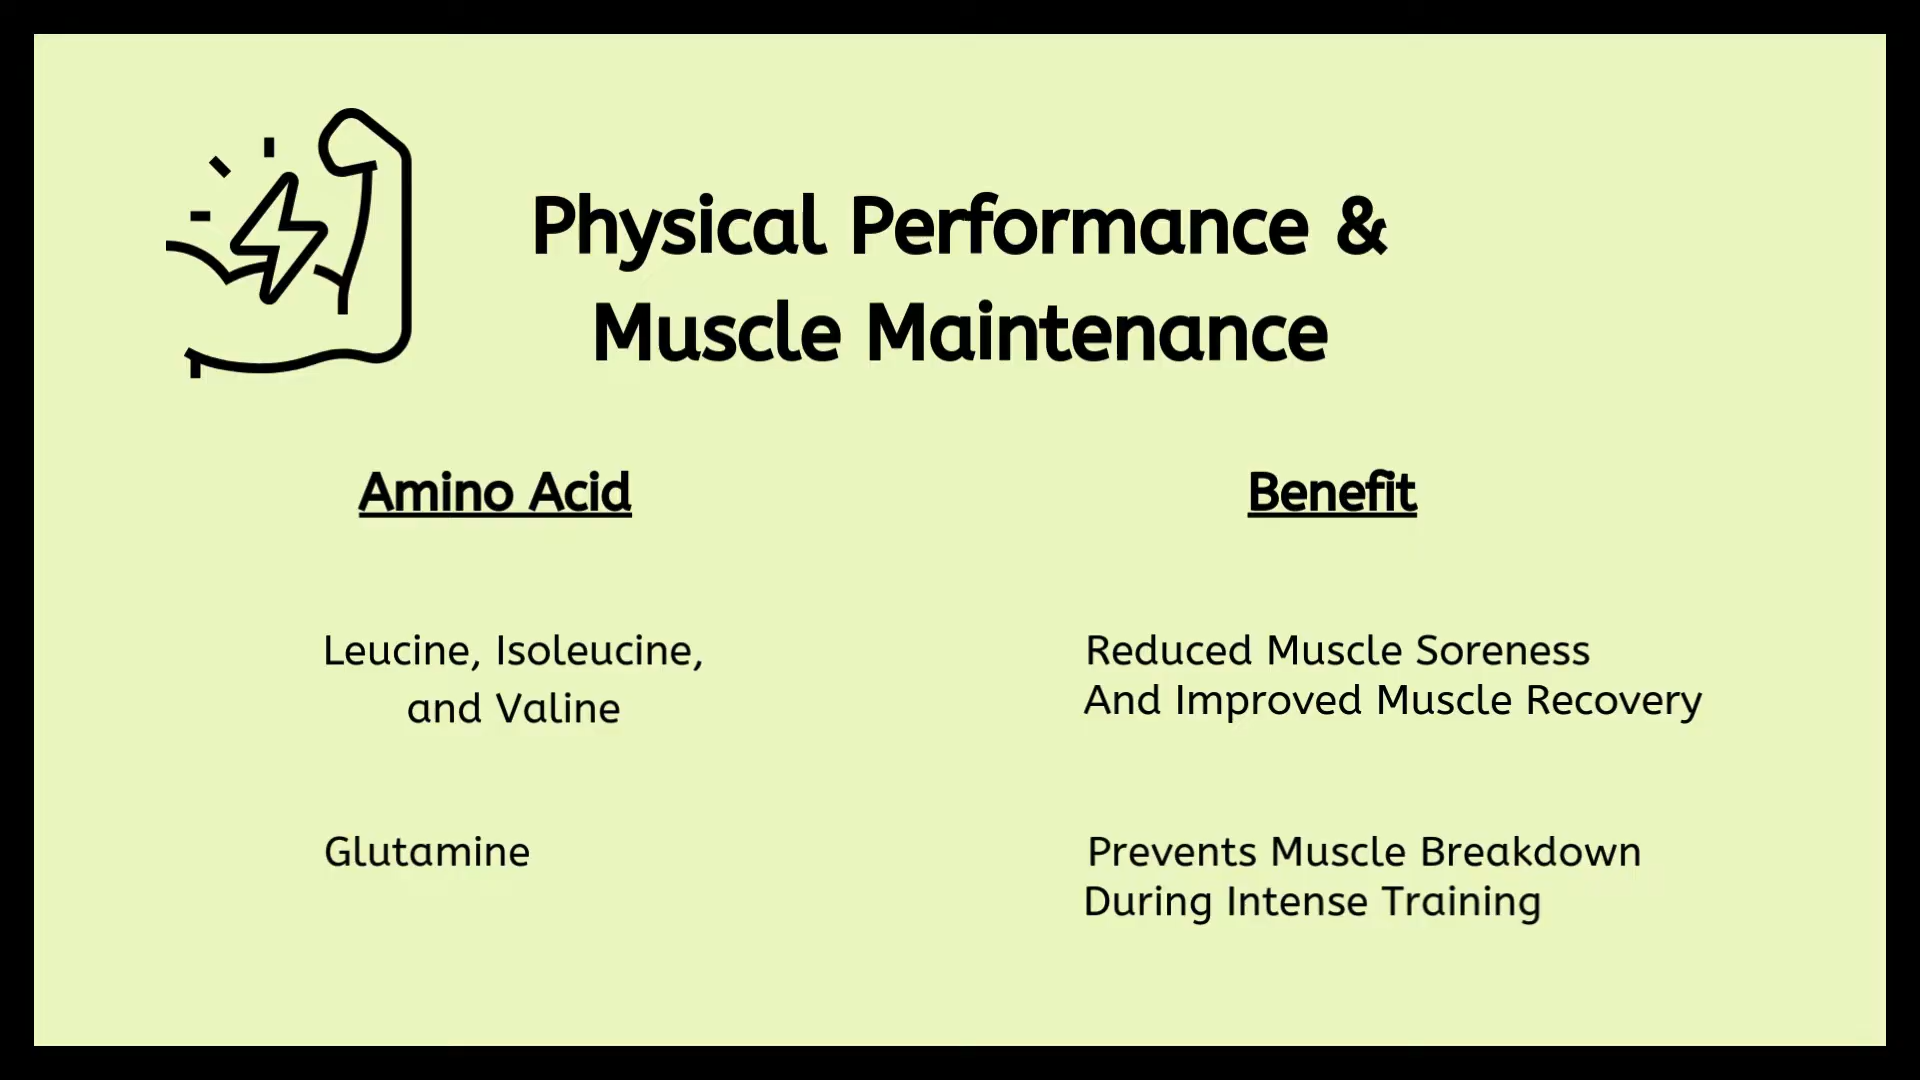 Physical Performance &
Muscle Maintenance
Amino Acid
Benefit
Leucine, Isoleucine,
and Valine
Reduced Muscle Soreness
And Improved Muscle Recovery
Glutamine
Prevents Muscle Breakdown
During Intense Training